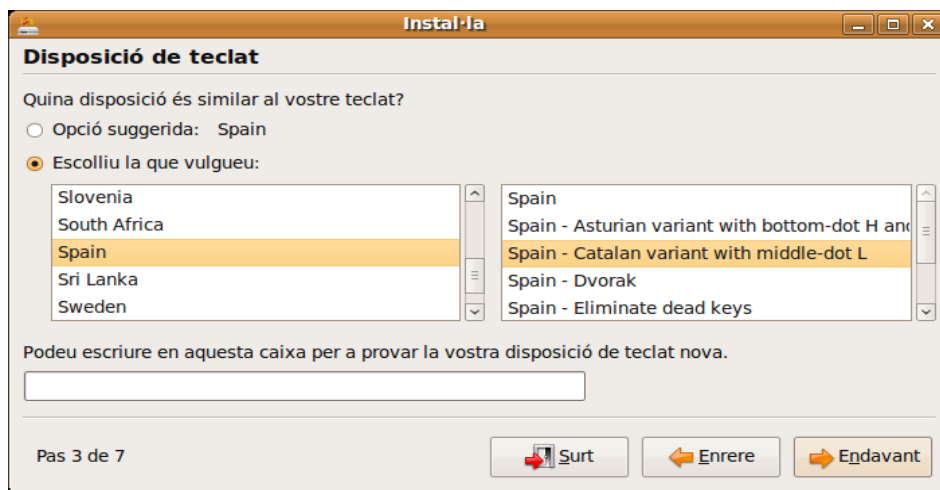 Instal·la
Disposició de teclat
Quina disposició és similar al vostre teclat?
Opció suggerida: Spain
Escolliu la que vulgueu:
Slovenia
South Africa
Spain
Sri Lanka
Sweden
Spain
Spain - Asturian variant with bottom-dot H and
Spain - Catalan variant with middle-dot L
Spain - Dvorak
Spain - Eliminate dead keys
Podeu escriure en aquesta caixa per a provar la vostra disposició de teclat nova.
Pas 3 de 7
Surt
Enrere
Endavant